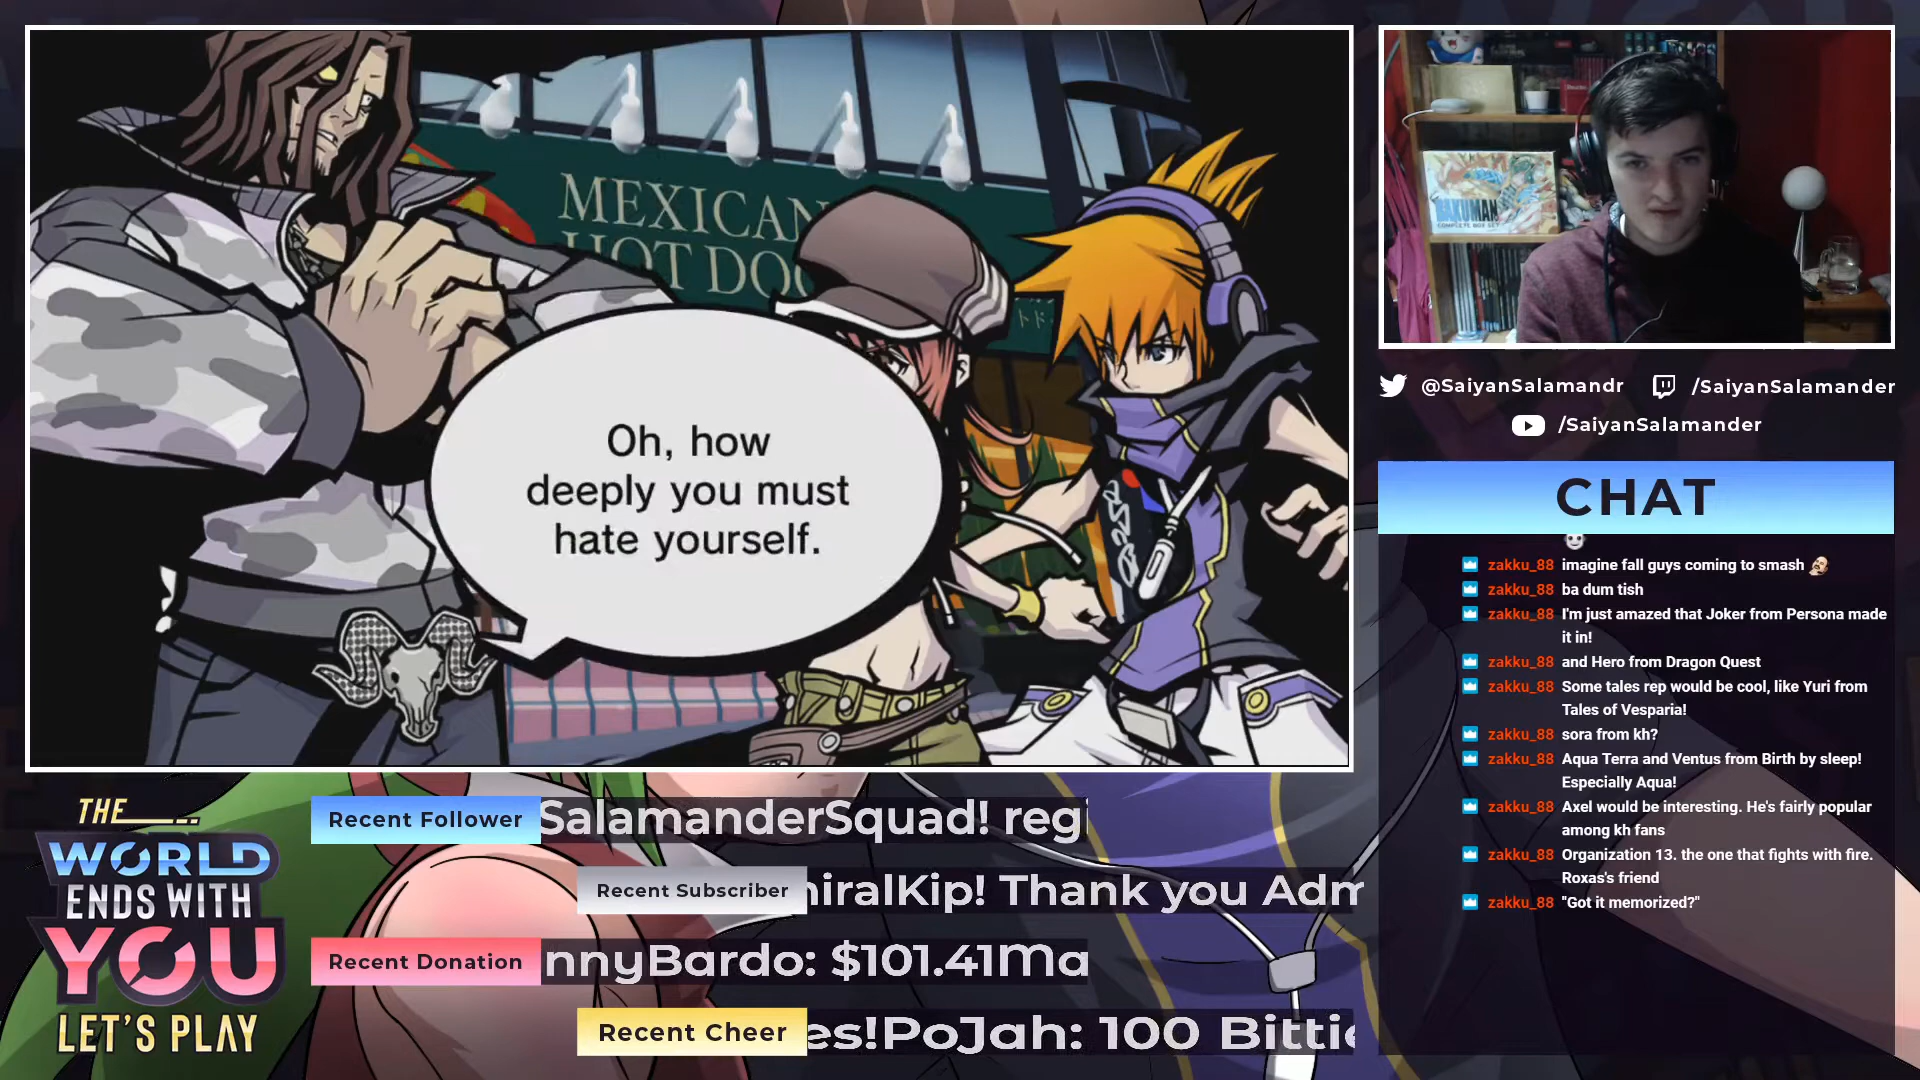 MEXICAN
HOT DOG
Oh, how
deeply you must
hate yourself.
COMPLETE BOX SET
@SaiyanSalamandr
/SaiyanSalamander
/SaiyanSalamander
CHAT
zakku_88 imagine fall guys coming to smash
zakku_88 ba dum tish
zakku_88 I'm just amazed that Joker from Persona made
it in!
zakku_88 and Hero from Dragon Quest
zakku_88 Some tales rep would be cool, like Yuri from
Tales of Vesparia!
zakku_88 sora from kh?
zakku_88 Aqua Terra and Ventus from Birth by sleep!
Especially Aqua!
zakku_88 Axel would be interesting. He's fairly popular
among kh fans
zakku_88 Organization 13. the one that fights with fire.
Roxas's friend
zakku_88 "Got it memorized?"
THE
WORLD
ENDS WITH
YOU
LET'S PLAY
Recent Follower SalamanderSquad! regi
Recent Subscriber miralKip! Thank you Adm
Recent Donation nnyBardo: $101.41Ma
Recent Cheer es!PoJah: 100 Bittie